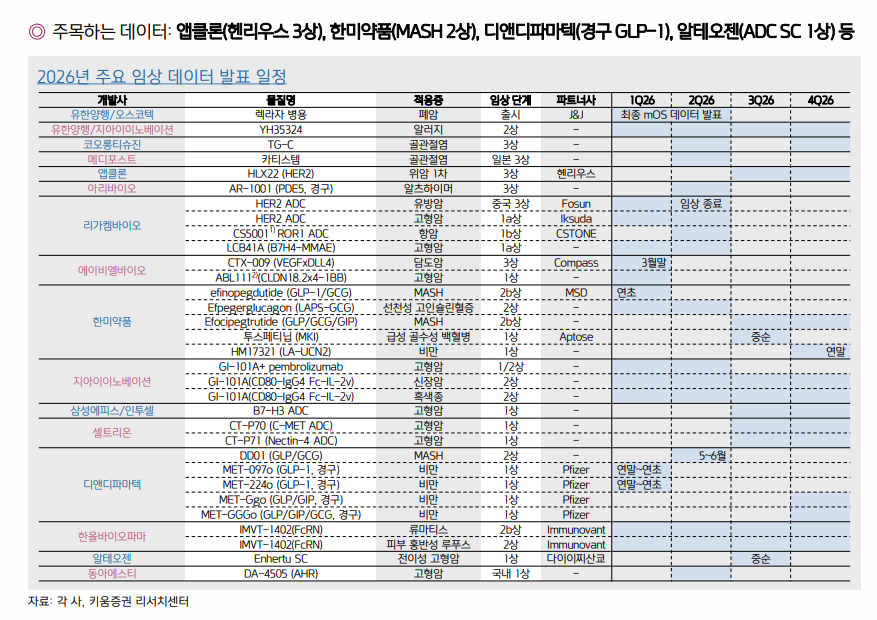 ◎ 주목하는 데이터: 앱클론(헨리우스 3상), 한미약품(MASH 2상), 디앤디파마텍(경구 GLP-1), 알테오젠(ADC SC 1상) 등
2026년 주요 임상 데이터 발표 일정
개발사 물질명 적응증 임상 단계 파트너사 1Q26 2Q26 3Q26 4Q26
유한양행/오스코텍 렉라자 병용 폐암 출시 J&J 최종 mOS 데이터 발표
유한양행/지아이이노베이션 YH35324 알러지 2상 -
코오롱티슈진 TG-C 골관절염 3상 -
메디포스트 카티스템 골관절염 일본 3상 -
앱클론 HLX22 (HER2) 위암 1차 3상 헨리우스
아리바이오 AR-1001 (PDE5, 경구) 알츠하이머 3상 -
리가켐바이오 HER2 ADC 유방암 중국 3상 Fosun 임상 종료
HER2 ADC 고형암 1a상 Iksuda
CS5001¹⁾ ROR1 ADC 항암 1b상 CSTONE
LCB41A (B7H4-MMAE) 고형암 1a상 -
에이비엘바이오 CTX-009 (VEGFxDLL4) 담도암 3상 Compass 3월말
ABL111²⁾(CLDN18.2x4-1BB) 고형암 1상 -
한미약품 efinopegdutide (GLP-1/GCG) MASH 2b상 MSD 연초
Efpegerglucagon (LAPS-GCG) 선천성 고인슐린혈증 2상 -
Efocipegtrutide (GLP/GCG/GIP) MASH 2b상 -
투스페티닙 (MKI) 급성 골수성 백혈병 1상 Aptose 중순
HM17321 (LA-UCN2) 비만 1상 - 연말
지아이이노베이션 GI-101A+ pembrolizumab 고형암 1/2상 -
GI-101A(CD80-IgG4 Fc-IL-2v) 신장암 2상 -
GI-101A(CD80-IgG4 Fc-IL-2v) 흑색종 2상 -
삼성에피스/인투셀 B7-H3 ADC 고형암 1상 -
셀트리온 CT-P70 (C-MET ADC) 고형암 1상 -
CT-P71 (Nectin-4 ADC) 고형암 1상 -
디앤디파마텍 DD01 (GLP/GCG) MASH 2상 - 5~6월
MET-097o (GLP-1, 경구) 비만 1상 Pfizer 연말~연초
MET-224o (GLP-1, 경구) 비만 1상 Pfizer 연말~연초
MET-Ggo (GLP/GIP, 경구) 비만 1상 Pfizer
MET-GGGo (GLP/GIP/GCG, 경구) 비만 1상 Pfizer
한올바이오파마 IMVT-1402(FcRN) 류마티스 2b상 Immunovant
IMVT-1402(FcRN) 피부 홍반성 루푸스 2상 Immunovant
알테오젠 Enhertu SC 전이성 고형암 1상 다이이찌산쿄 중순
동아에스티 DA-4505 (AHR) 고형암 국내 1상 -
자료: 각 사, 키움증권 리서치센터